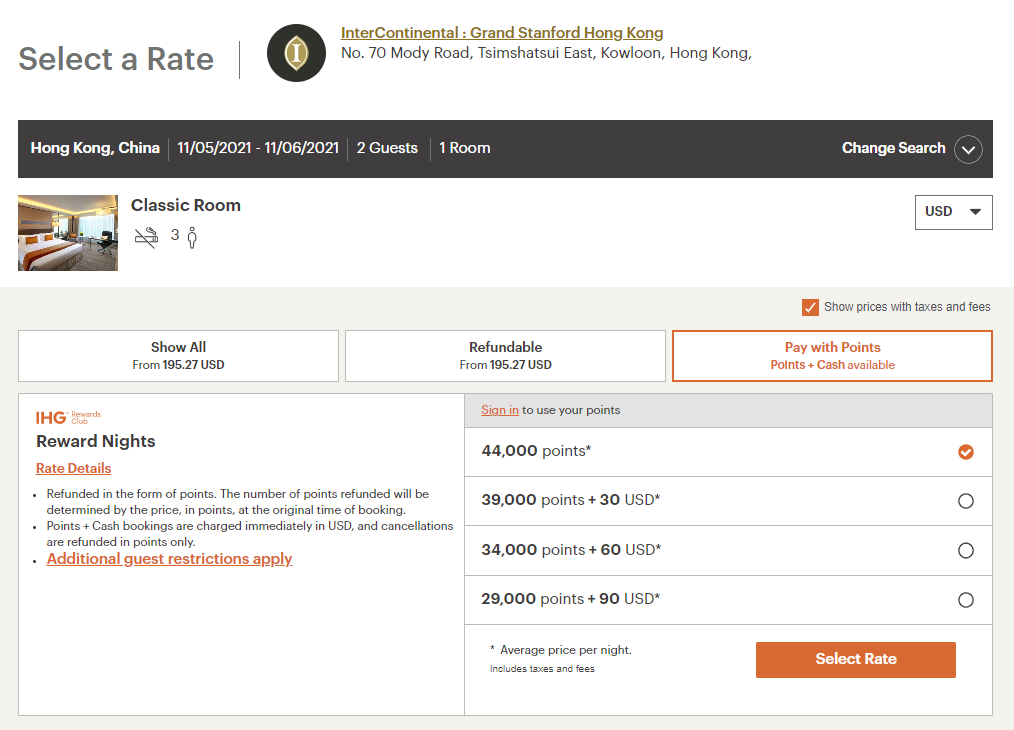 Select a Rate
InterContinental : Grand Stanford Hong Kong
No. 70 Mody Road, Tsimshatsui East, Kowloon, Hong Kong,
Hong Kong, China
11/05/2021 - 11/06/2021
2 Guests
1 Room
Change Search
Classic Room
3
USD
Show prices with taxes and fees
Show All
From 195.27 USD
Refundable
From 195.27 USD
Pay with Points
Points + Cash available
IHG® Rewards
Club
Reward Nights
Rate Details
• Refunded in the form of points. The number of points refunded will be
determined by the price, in points, at the original time of booking.
• Points + Cash bookings are charged immediately in USD, and cancellations
are refunded in points only.
• Additional guest restrictions apply
Sign in to use your points
44,000 points*
39,000 points + 30 USD*
34,000 points + 60 USD*
29,000 points + 90 USD*
* Average price per night.
Includes taxes and fees
Select Rate